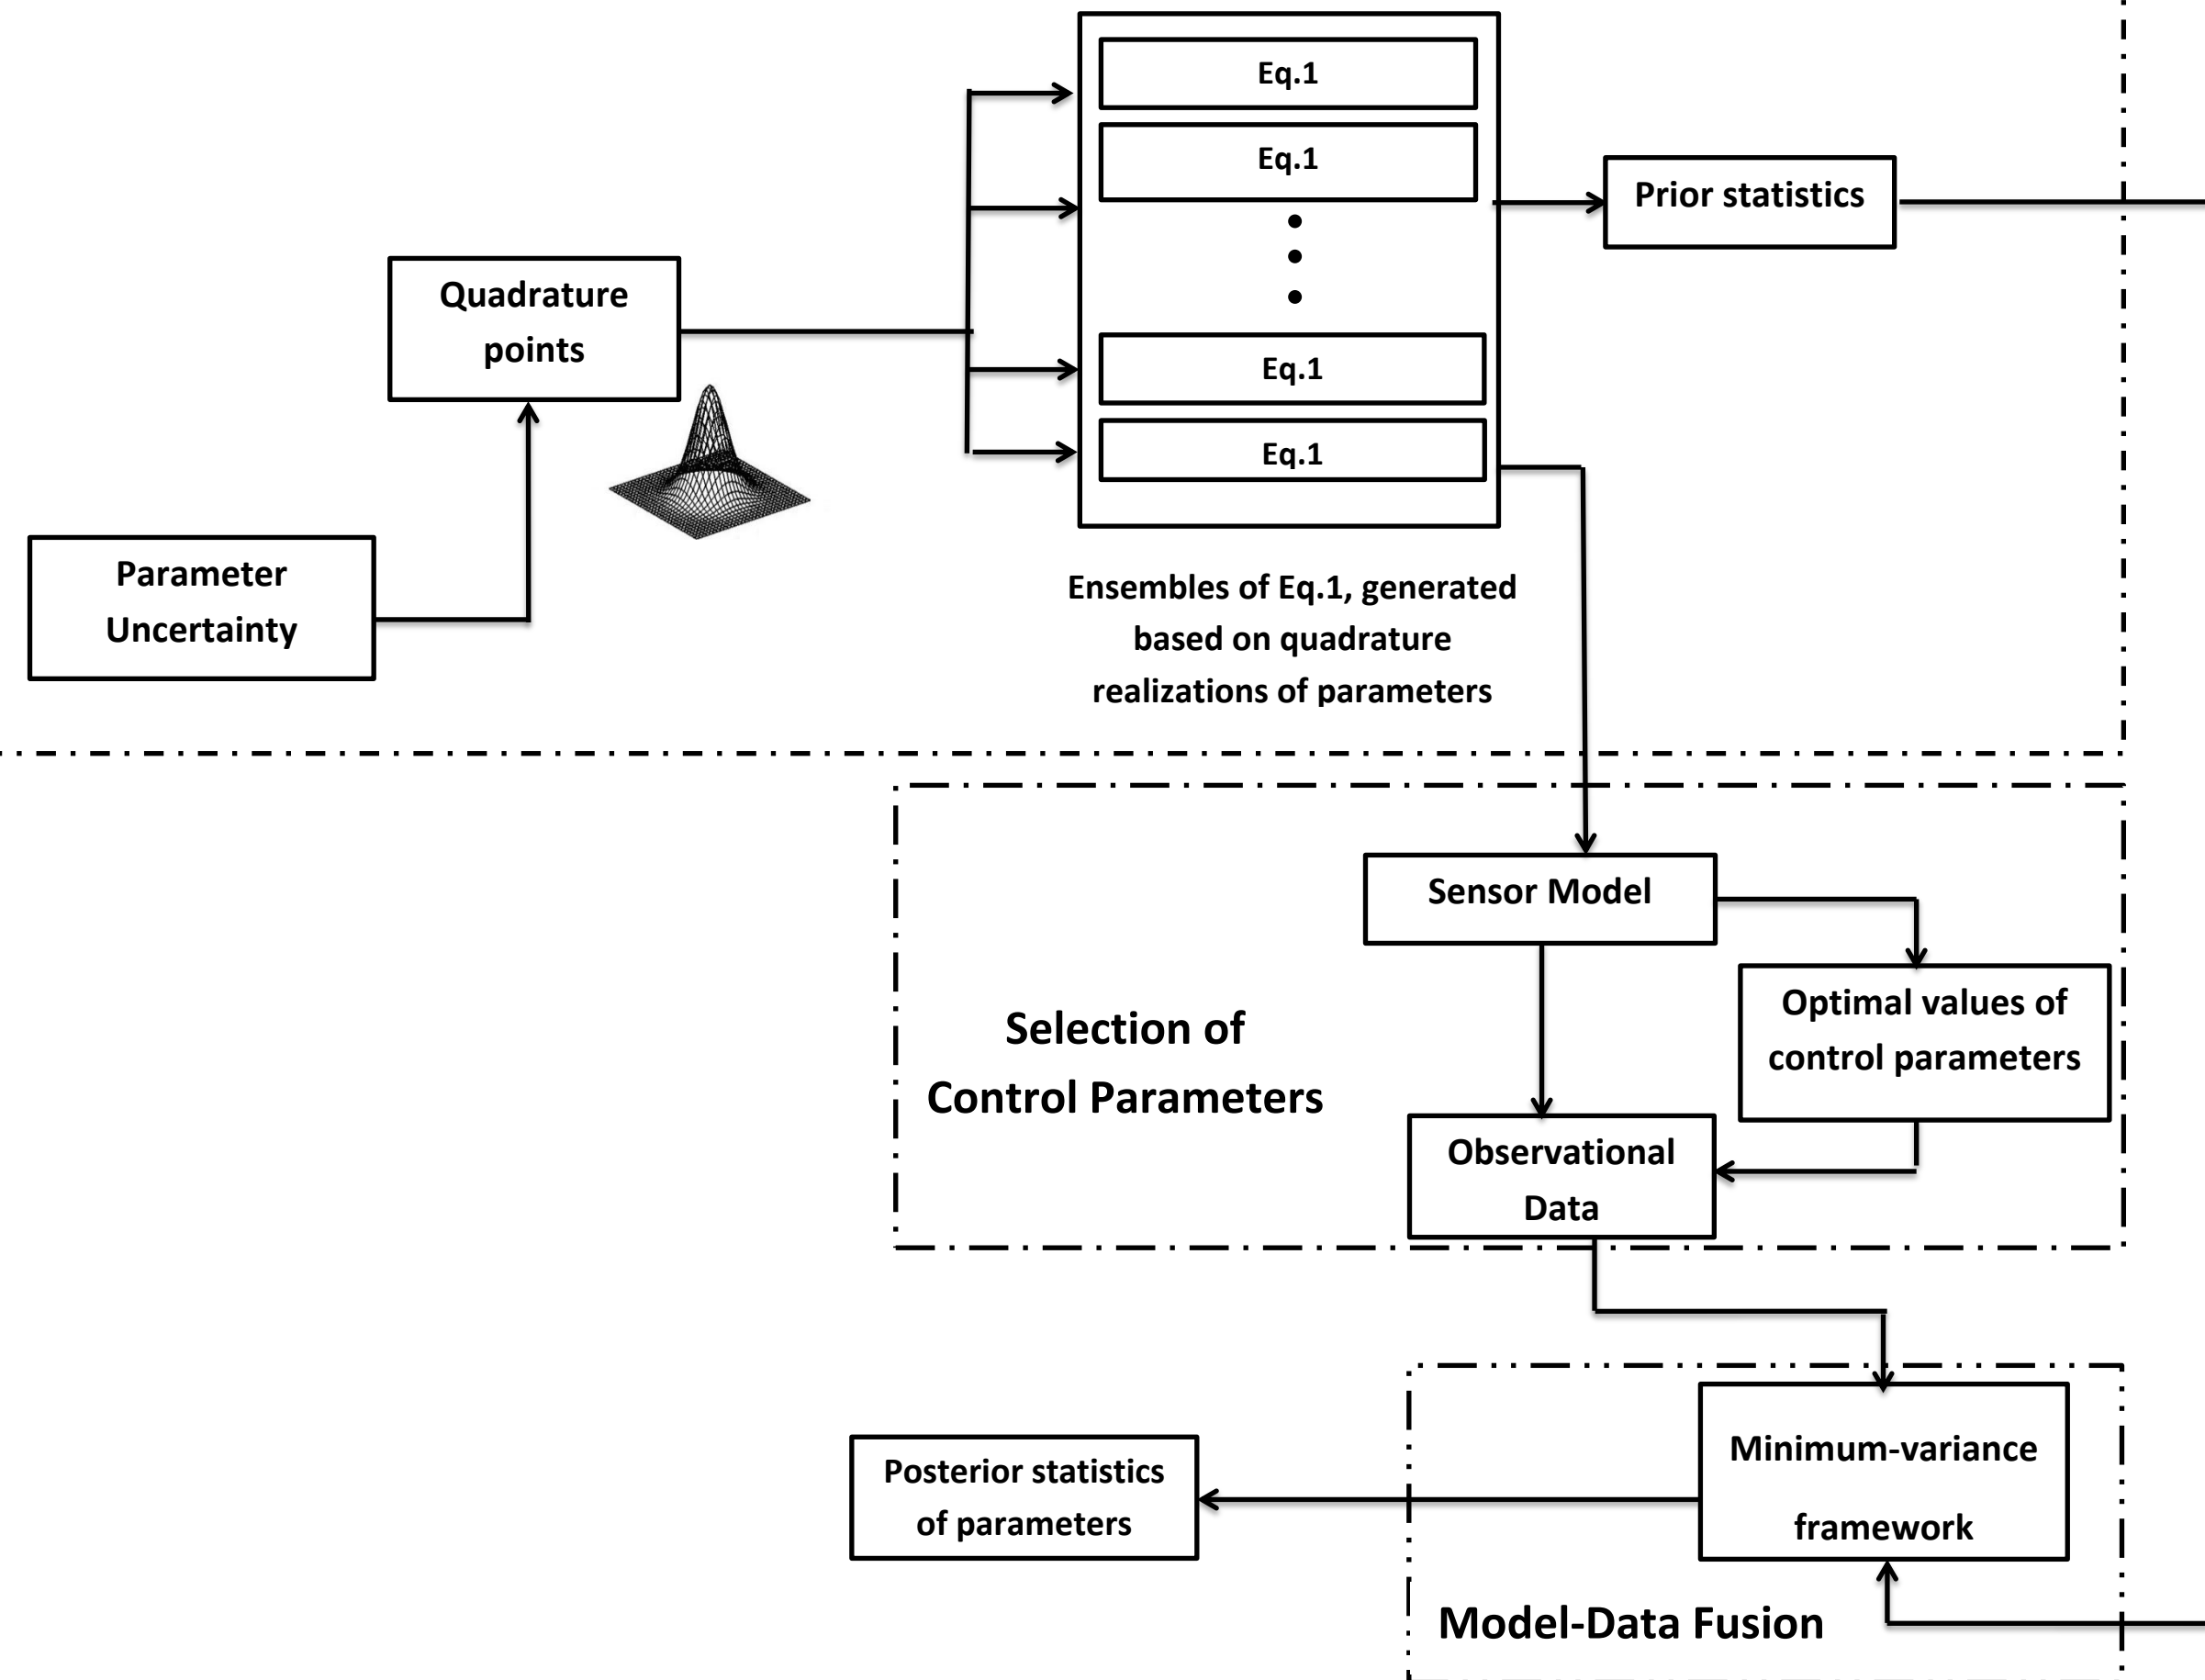 Eq.1
Eq.1
Prior statistics
Quadrature
points
Eq.1
Eq.1
Parameter
Uncertainty
Ensembles of Eq.1, generated
based on quadrature
realizations of parameters
Sensor Model
Optimal values of
control parameters
Selection of
Control Parameters
Observational
Data
Minimum-variance
framework
Posterior statistics
of parameters
Model-Data Fusion